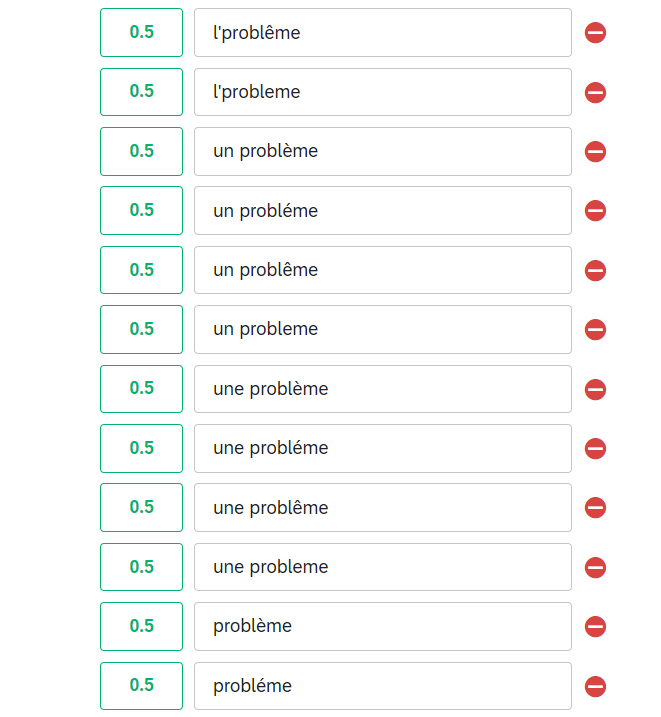 0.5 l'problême
0.5 l'probleme
0.5 un problème
0.5 un probléme
0.5 un problême
0.5 un probleme
0.5 une problème
0.5 une probléme
0.5 une problême
0.5 une probleme
0.5 problème
0.5 probléme